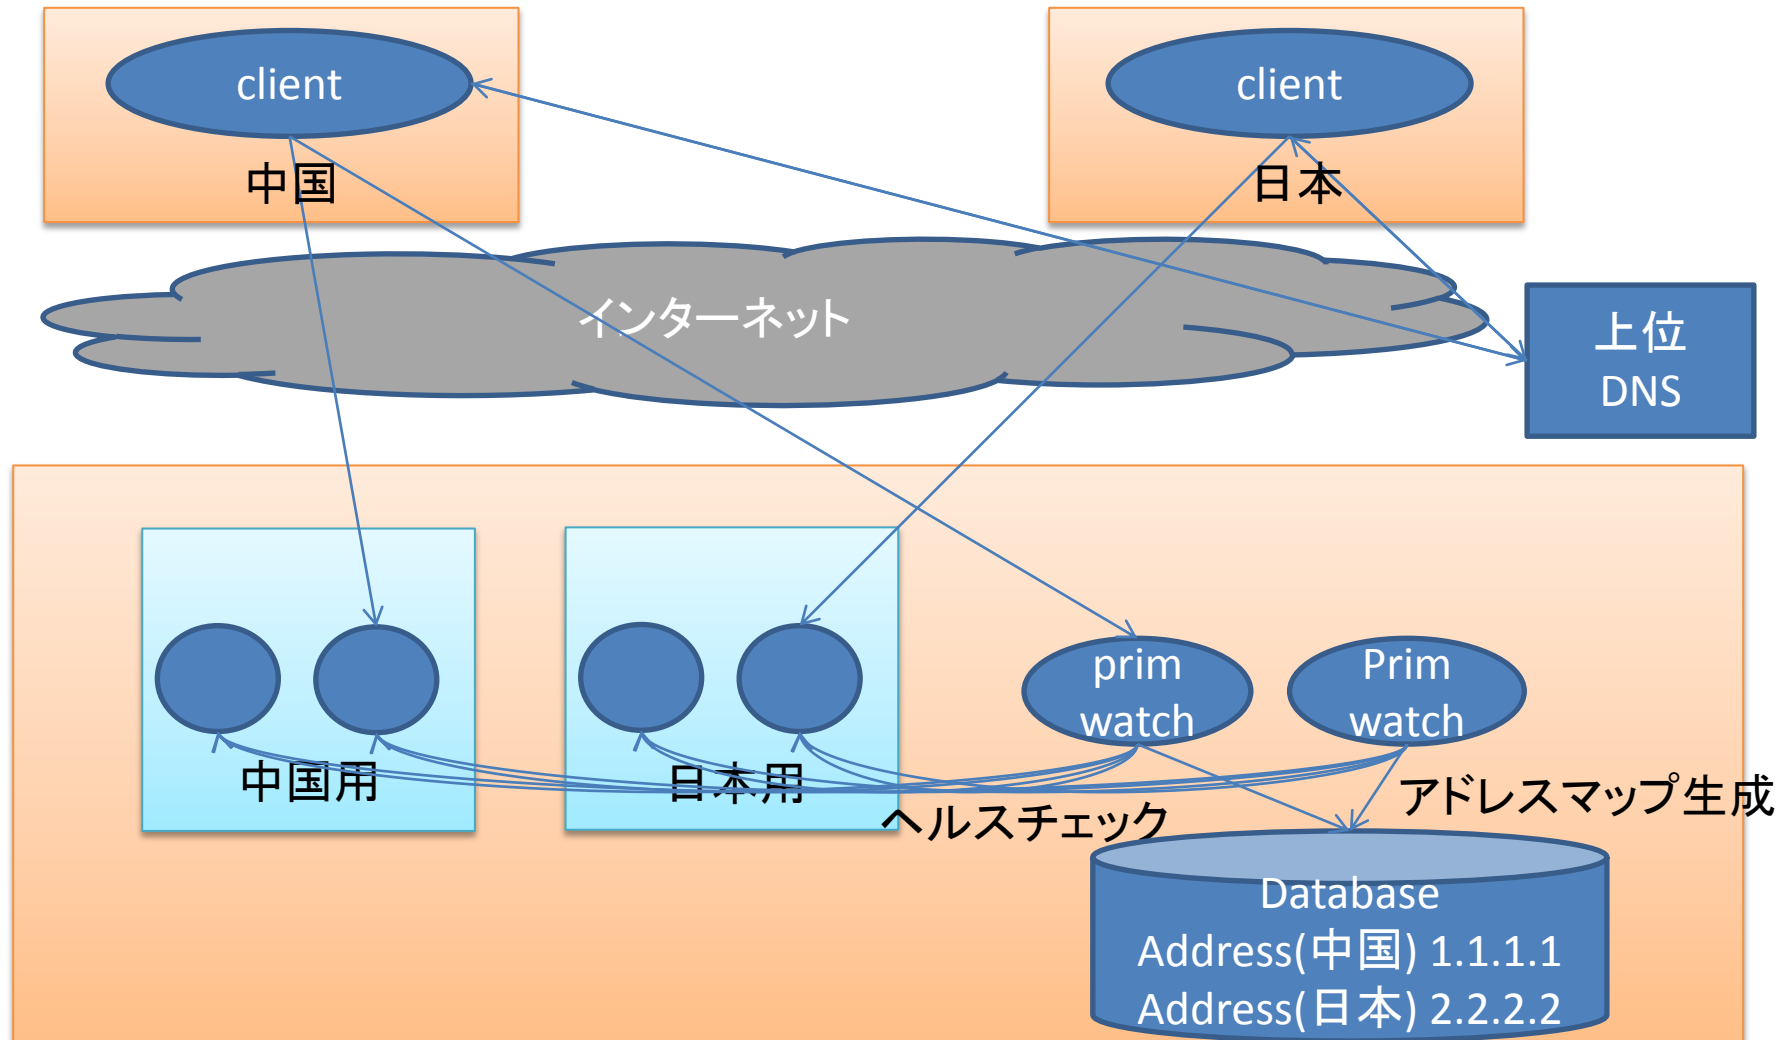 client
中国
client
日本
インターネット
上位
DNS
中国用
日本用
prim
watch
Prim
watch
ヘルスチェック
アドレスマップ生成
Database
Address(中国) 1.1.1.1
Address(日本) 2.2.2.2